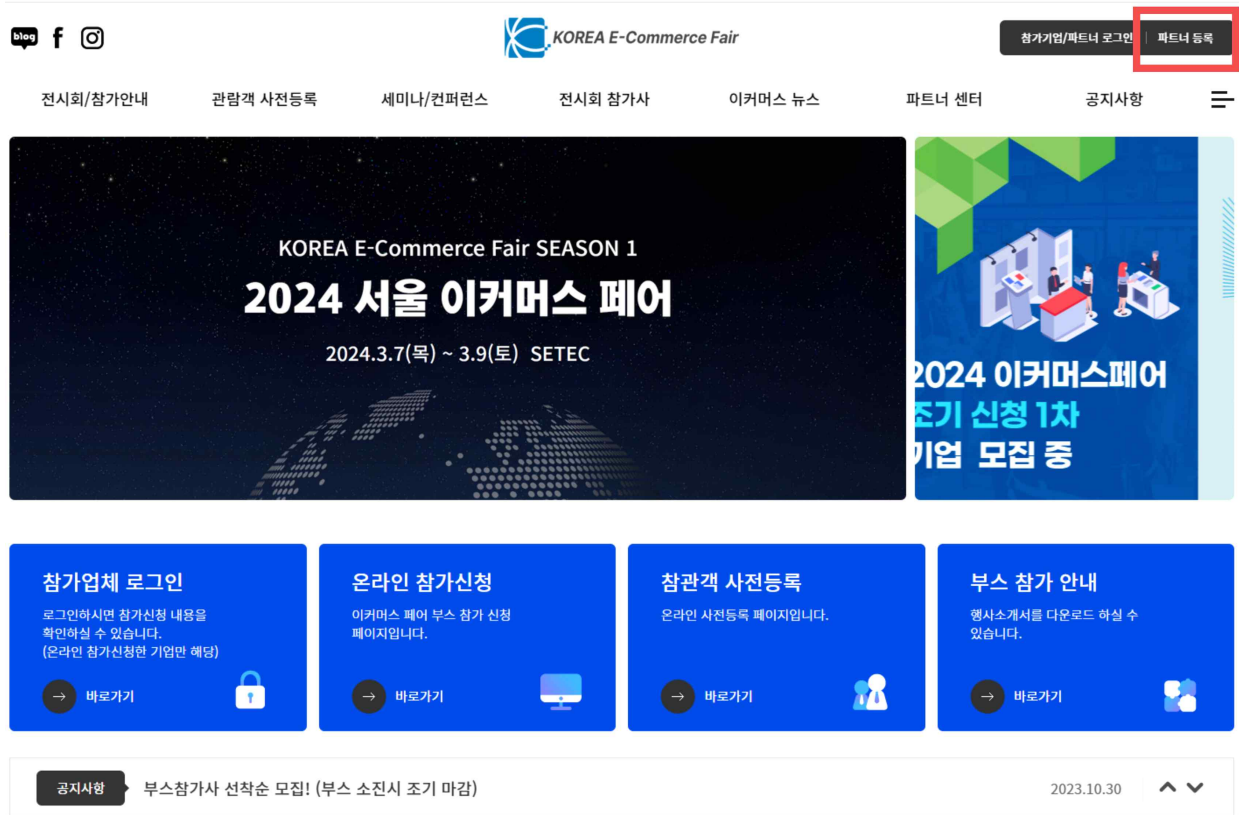 blog
KOREA E-Commerce Fair
참가기업/파트너 로그인 | 파트너 등록
전시회/참가안내 관람객 사전등록 세미나/컨퍼런스 전시회 참가사 이커머스 뉴스 파트너 센터 공지사항
KOREA E-Commerce Fair SEASON 1
2024 서울 이커머스 페어
2024.3.7(목) ~ 3.9(토) SETEC
2024 이커머스페어
조기 신청 1차
기업 모집 중
참가업체 로그인
로그인하시면 참가신청 내용을
확인하실 수 있습니다.
(온라인 참가신청한 기업만 해당)
바로가기
온라인 참가신청
이커머스 페어 부스 참가 신청
페이지입니다.
바로가기
참관객 사전등록
온라인 사전등록 페이지입니다.
바로가기
부스 참가 안내
행사소개서를 다운로드 하실 수
있습니다.
바로가기
공지사항 부스참가사 선착순 모집! (부스 소진시 조기 마감) 2023.10.30